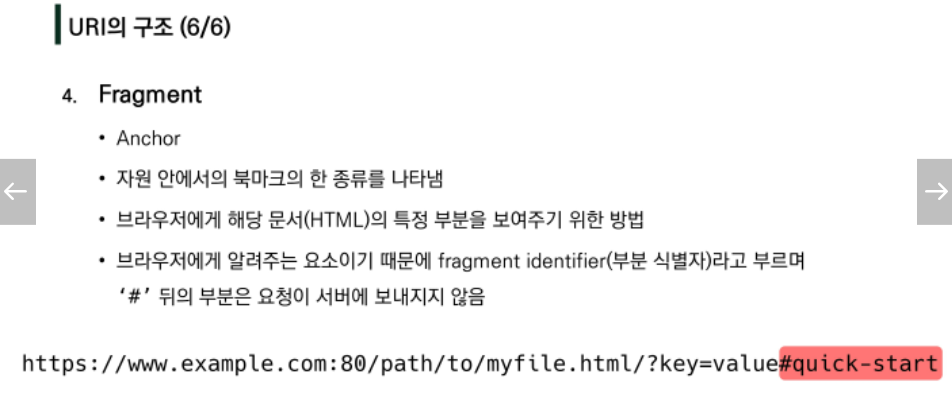 URI의 구조 (6/6)
4. Fragment
• Anchor
• 자원 안에서의 북마크의 한 종류를 나타냄
• 브라우저에게 해당 문서(HTML)의 특정 부분을 보여주기 위한 방법
• 브라우저에게 알려주는 요소이기 때문에 fragment identifier(부분 식별자)라고 부르며
‘#’ 뒤의 부분은 요청이 서버에 보내지지 않음
https://www.example.com:80/path/to/myfile.html/?key=value#quick-start